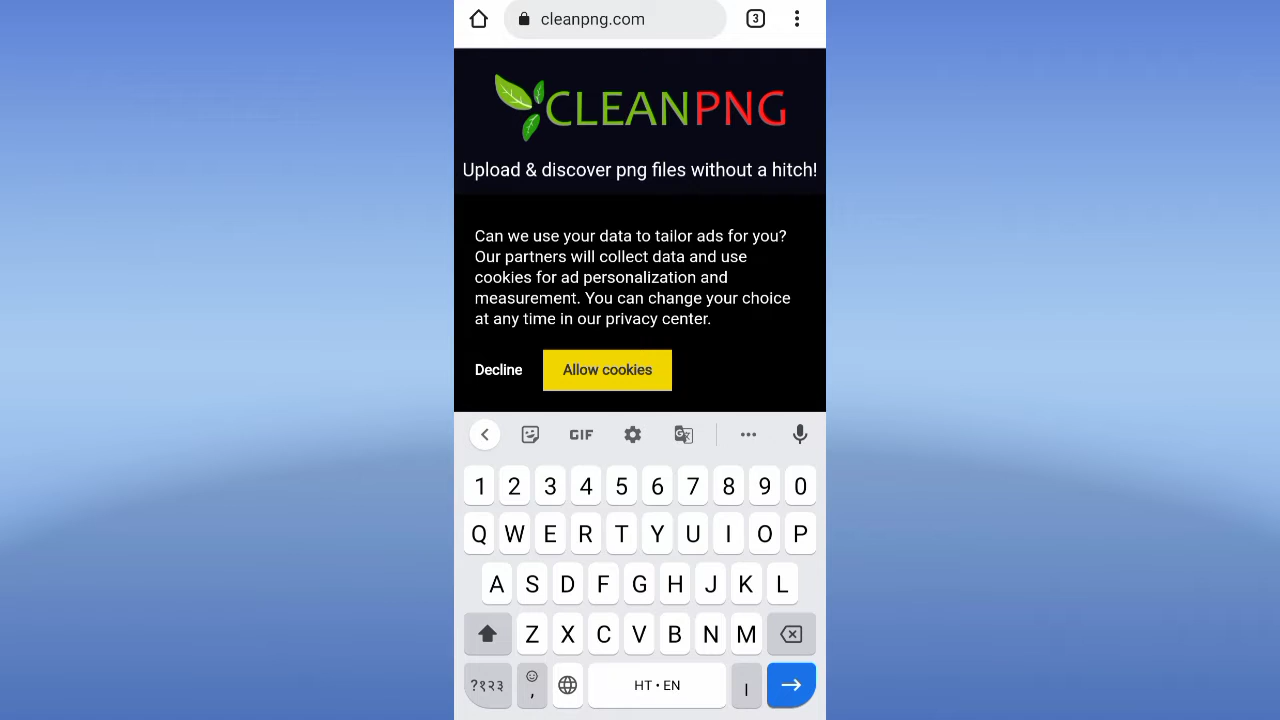 cleanpng.com 3
CLEANPNG
Upload & discover png files without a hitch!
Can we use your data to tailor ads for you?
Our partners will collect data and use
cookies for ad personalization and
measurement. You can change your choice
at any time in our privacy center.
Decline Allow cookies
GIF
1 2 3 4 5 6 7 8 9 0
Q W E R T Y U I O P
A S D F G H J K L
Z X C V B N M
?१२३ , HT • EN ।